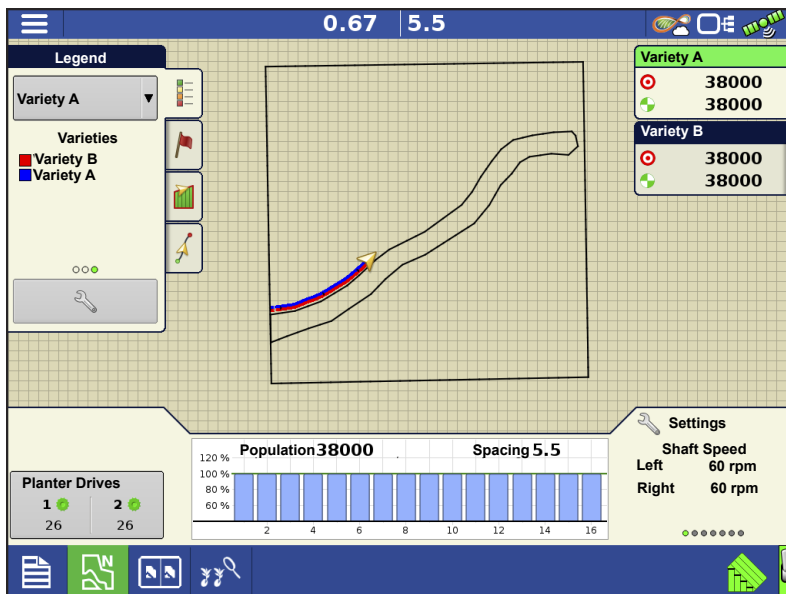 0.67 5.5
Legend
Variety A
Varieties
Variety B
Variety A
Variety A
38000
38000
Variety B
38000
38000
Planter Drives
1 2
26 26
Population 38000 Spacing 5.5
120 %
100 %
80 %
60 %
2 4 6 8 10 12 14 16
Settings
Shaft Speed
Left 60 rpm
Right 60 rpm
N